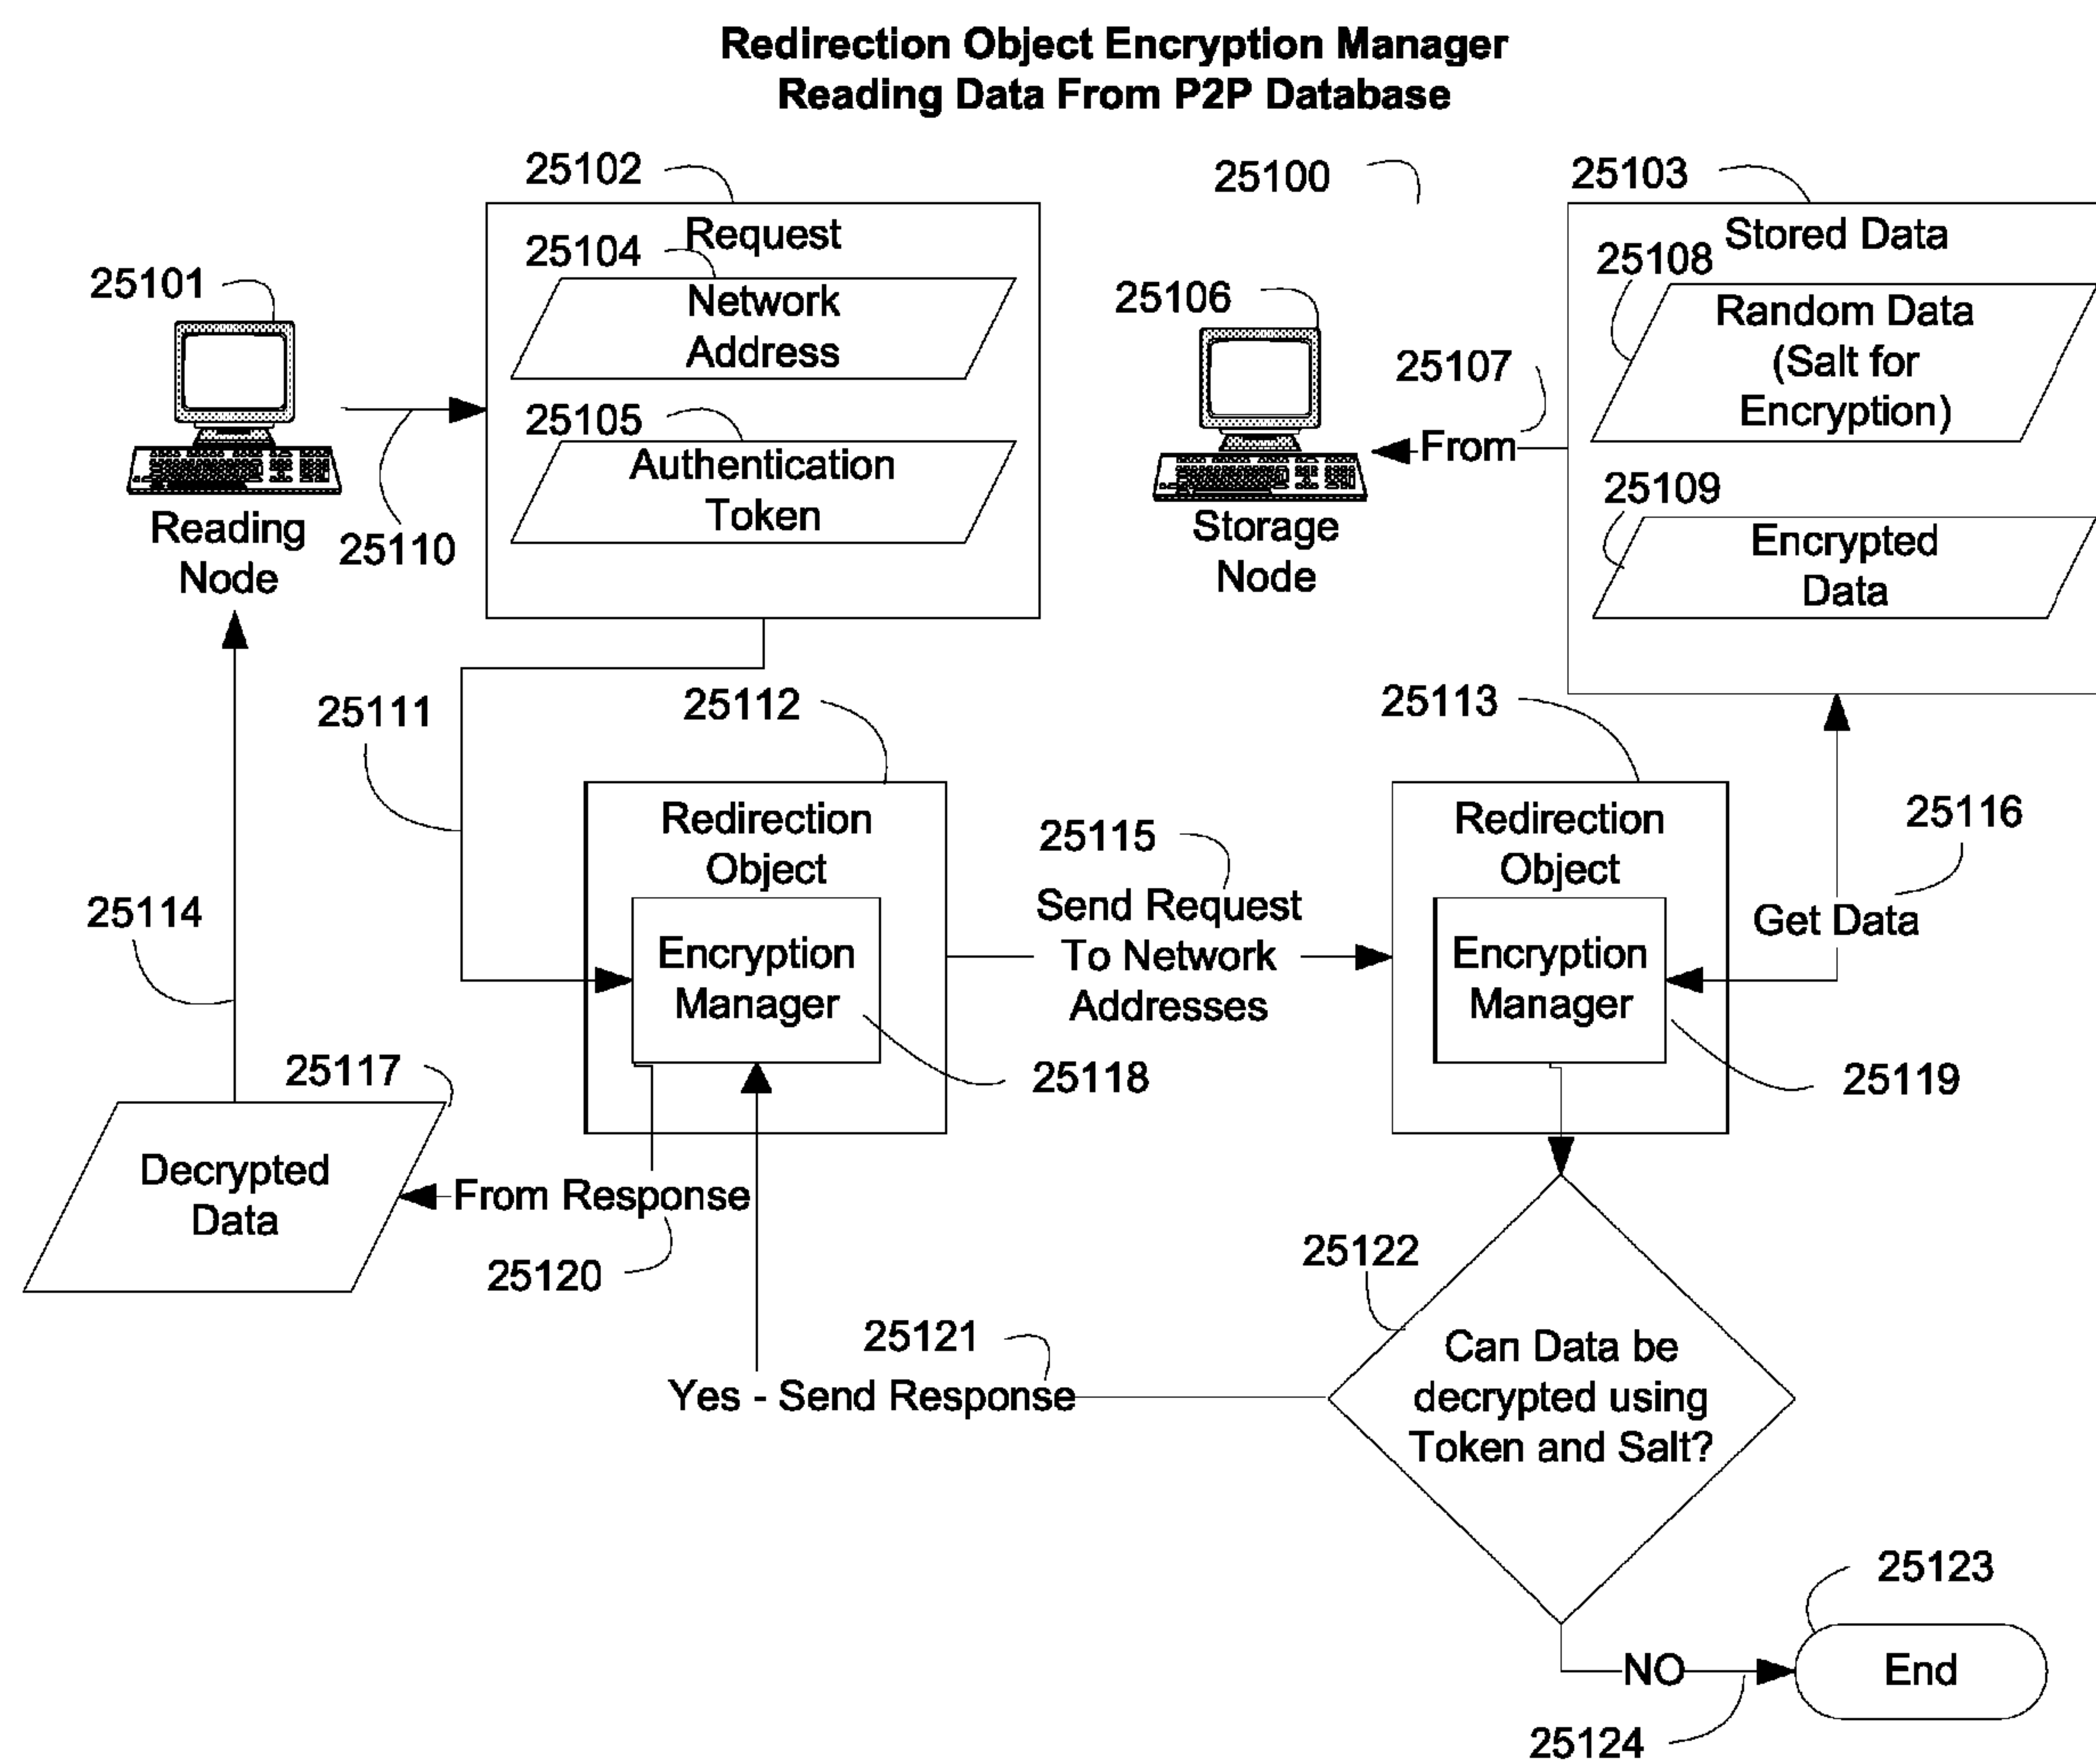 Redirection Object Encryption Manager
Reading Data From P2P Database
25102
25100
25103
Request
Stored Data
25104
25108
25101
25106
Network
Address
Random Data
(Salt for
Encryption)
25107
25105
From
Authentication
Token
25109
Reading
Node
25110
Storage
Node
Encrypted
Data
25111
25112
25113
Redirection
Object
25115
Redirection
Object
25116
25114
Send Request
To Network
Addresses
Get Data
Encryption
Manager
Encryption
Manager
25117
25118
25119
Decrypted
Data
From Response
25120
25122
25121
Yes - Send Response
Can Data be
decrypted using
Token and Salt?
25123
NO
End
25124